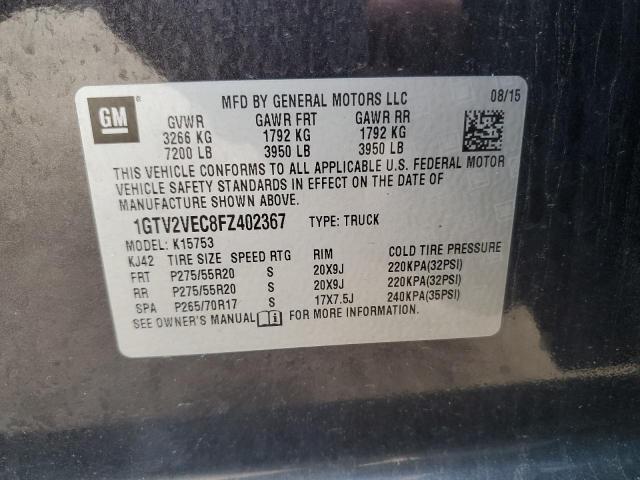 GM ®
MFD BY GENERAL MOTORS LLC 08/15
GVWR GAWR FRT GAWR RR
3266 KG 1792 KG 1792 KG
7200 LB 3950 LB 3950 LB
THIS VEHICLE CONFORMS TO ALL APPLICABLE U.S. FEDERAL MOTOR
VEHICLE SAFETY STANDARDS IN EFFECT ON THE DATE OF
MANUFACTURE SHOWN ABOVE.
1GTV2VEC8FZ402367 TYPE: TRUCK
MODEL: K15753
KJ42 TIRE SIZE SPEED RTG RIM COLD TIRE PRESSURE
FRT P275/55R20 S 20X9J 220KPA(32PSI)
RR P275/55R20 S 20X9J 220KPA(32PSI)
SPA P265/70R17 S 17X7.5J 240KPA(35PSI)
SEE OWNER'S MANUAL FOR MORE INFORMATION.